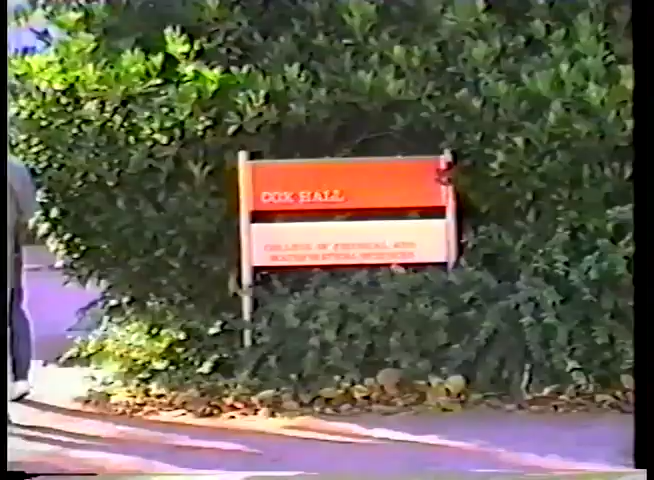 COX HALL
COLLEGE OF PHYSICAL AND
MATHEMATICAL SCIENCES